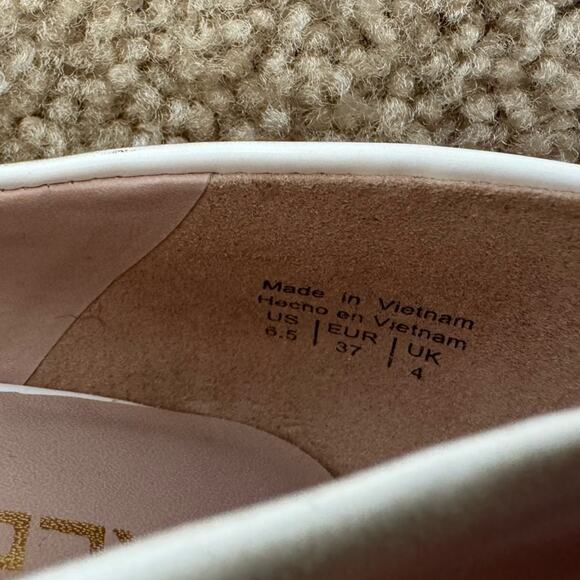 Made in Vietnam
Hecho en Vietnam
US | EUR | UK
6.5 | 37 | 4